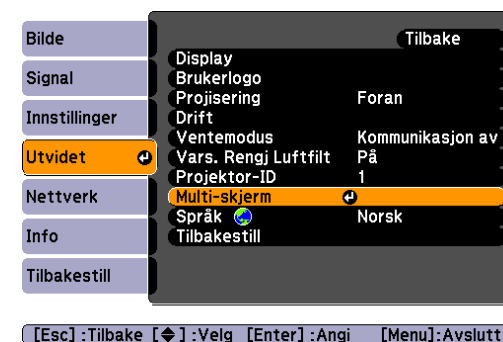 Bilde
Signal
Innstillinger
Utvidet
Nettverk
Info
Tilbakestill
Tilbake
Display
Brukerlogo
Projisering Foran
Drift
Ventemodus Kommunikasjon av
Vars. Rengj Luftfilt På
Projektor-ID 1
Multi-skjerm
Språk Norsk
Tilbakestill
[Esc] :Tilbake [◆] :Velg [Enter] :Angi [Menu]:Avslutt